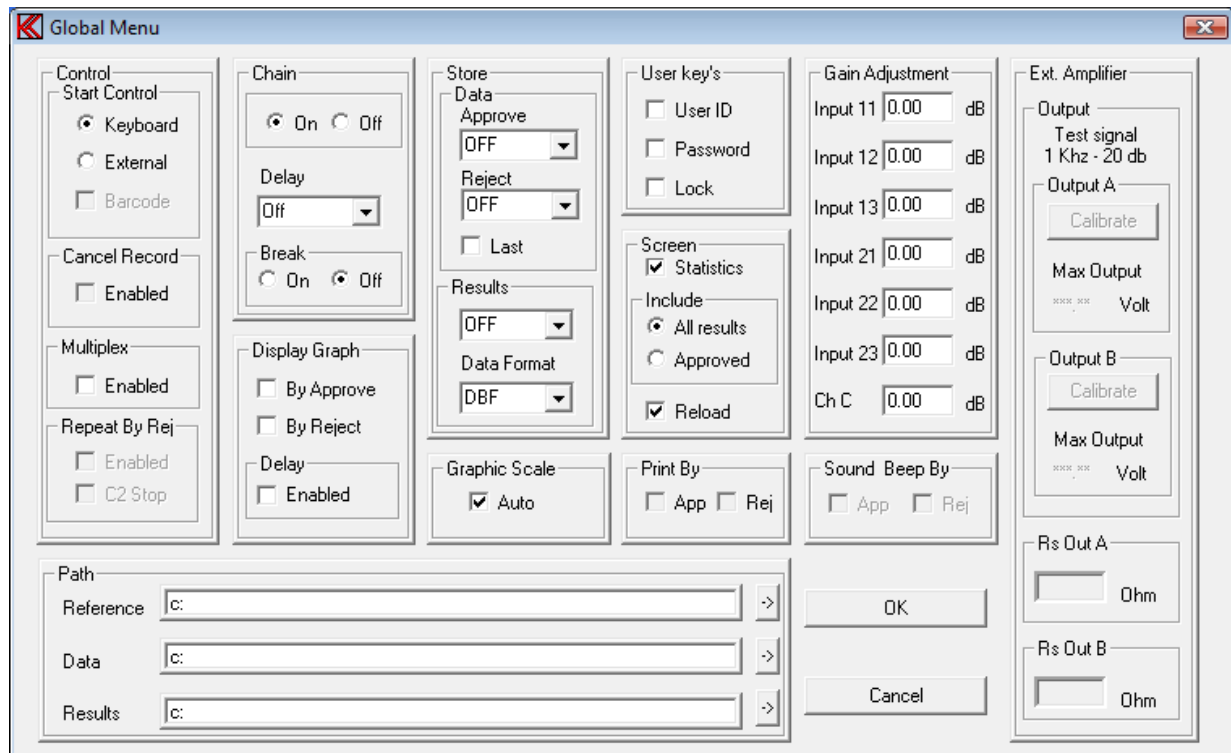 Global Menu
Control
Start Control
Keyboard
External
Barcode
Cancel Record
Enabled
Multiplex
Enabled
Repeat By Rej
Enabled
C2 Stop
Chain
On Off
Delay
Off
Break
On Off
Display Graph
By Approve
By Reject
Delay
Enabled
Store
Data
Approve
OFF
Reject
OFF
Last
Results
OFF
Data Format
DBF
Graphic Scale
Auto
User key's
User ID
Password
Lock
Screen
Statistics
Include
All results
Approved
Reload
Print By
App Rej
Gain Adjustment
Input 11 0.00 dB
Input 12 0.00 dB
Input 13 0.00 dB
Input 21 0.00 dB
Input 22 0.00 dB
Input 23 0.00 dB
Ch C 0.00 dB
Sound Beep By
App Rej
Ext. Amplifier
Output
Test signal
1 Khz - 20 db
Output A
Calibrate
Max Output
***.** Volt
Output B
Calibrate
Max Output
***.** Volt
Rs Out A
Ohm
Rs Out B
Ohm
Path
Reference c: ->
Data c: ->
Results c: ->
OK
Cancel